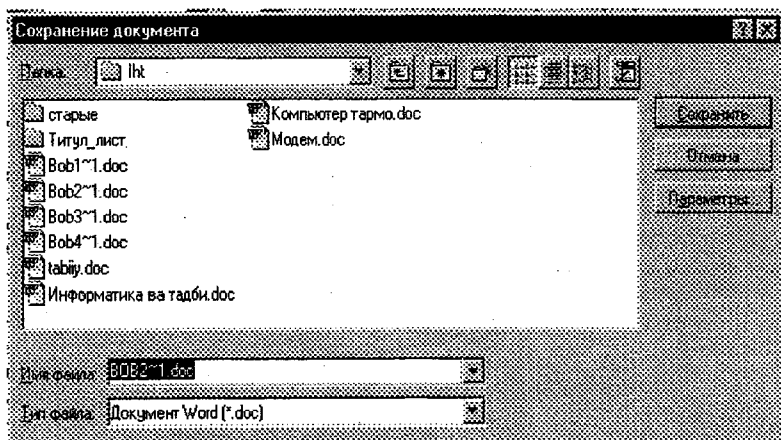 Сохранение документа
Папка: lht
старые
Титул_лист
Bob1~1.doc
Bob2~1.doc
Bob3~1.doc
Bob4~1.doc
tabiiy.doc
Информатика ва тадби.doc
Компьютер тармо.doc
Модем.doc
Сохранить
Отмена
Параметры...
Имя файла: BOB2~1.doc
Тип файла: Документ Word (*.doc)